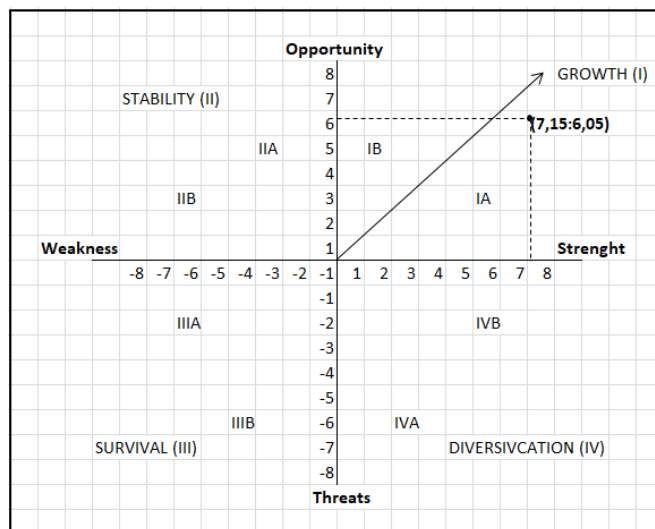 Opportunity
8 GROWTH (I)
STABILITY (II) 7
6 (7,15:6,05)
IIA 5 IB
4
IIB 3 IA
2
Weakness 1 Strenght
-8 -7 -6 -5 -4 -3 -2 -1 1 2 3 4 5 6 7 8
-1
IIIA -2 IVB
-3
-4
-5
IIIB -6 IVA
SURVIVAL (III) -7 DIVERSIVCATION (IV)
-8
Threats